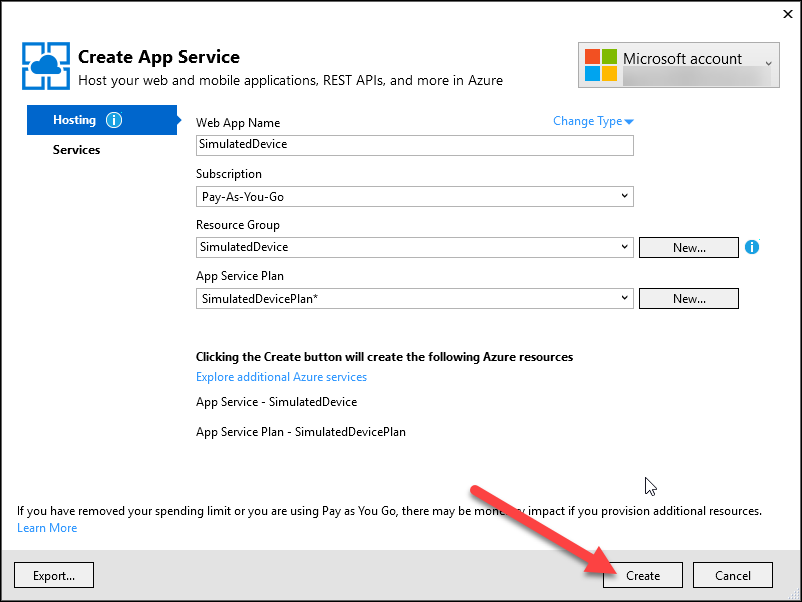 Create App Service
Host your web and mobile applications, REST APIs, and more in Azure
Microsoft account
Hosting
Services
Web App Name
Change Type
SimulatedDevice
Subscription
Pay-As-You-Go
Resource Group
SimulatedDevice
New...
App Service Plan
SimulatedDevicePlan*
New...
Clicking the Create button will create the following Azure resources
Explore additional Azure services
App Service - SimulatedDevice
App Service Plan - SimulatedDevicePlan
If you have removed your spending limit or you are using Pay as You Go, there may be monetary impact if you provision additional resources.
Learn More
Export...
Create
Cancel